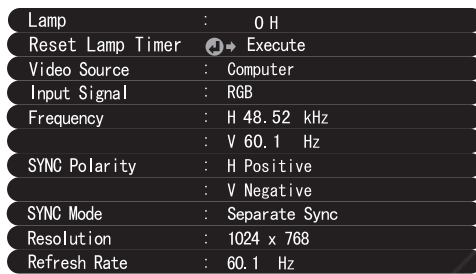 Lamp : 0 H
Reset Lamp Timer Execute
Video Source : Computer
Input Signal : RGB
Frequency : H 48.52 kHz
: V 60.1 Hz
SYNC Polarity : H Positive
: V Negative
SYNC Mode : Separate Sync
Resolution : 1024 x 768
Refresh Rate : 60.1 Hz